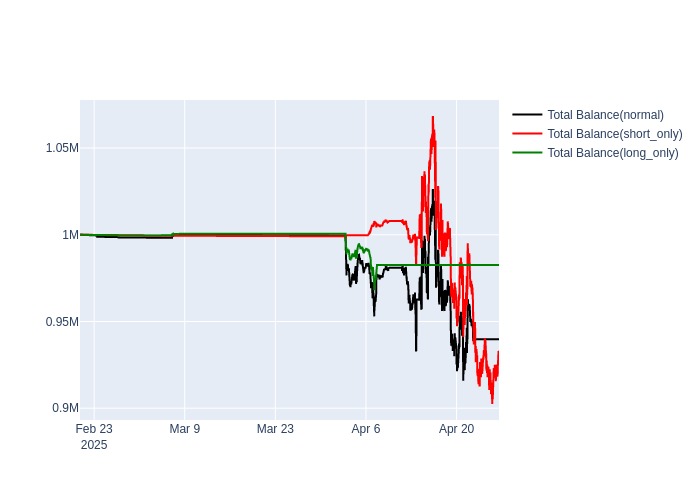 Total Balance(normal)
Total Balance(short_only)
Total Balance(long_only)
1.05M
1M
0.95M
0.9M
Feb 23
2025
Mar 9
Mar 23
Apr 6
Apr 20